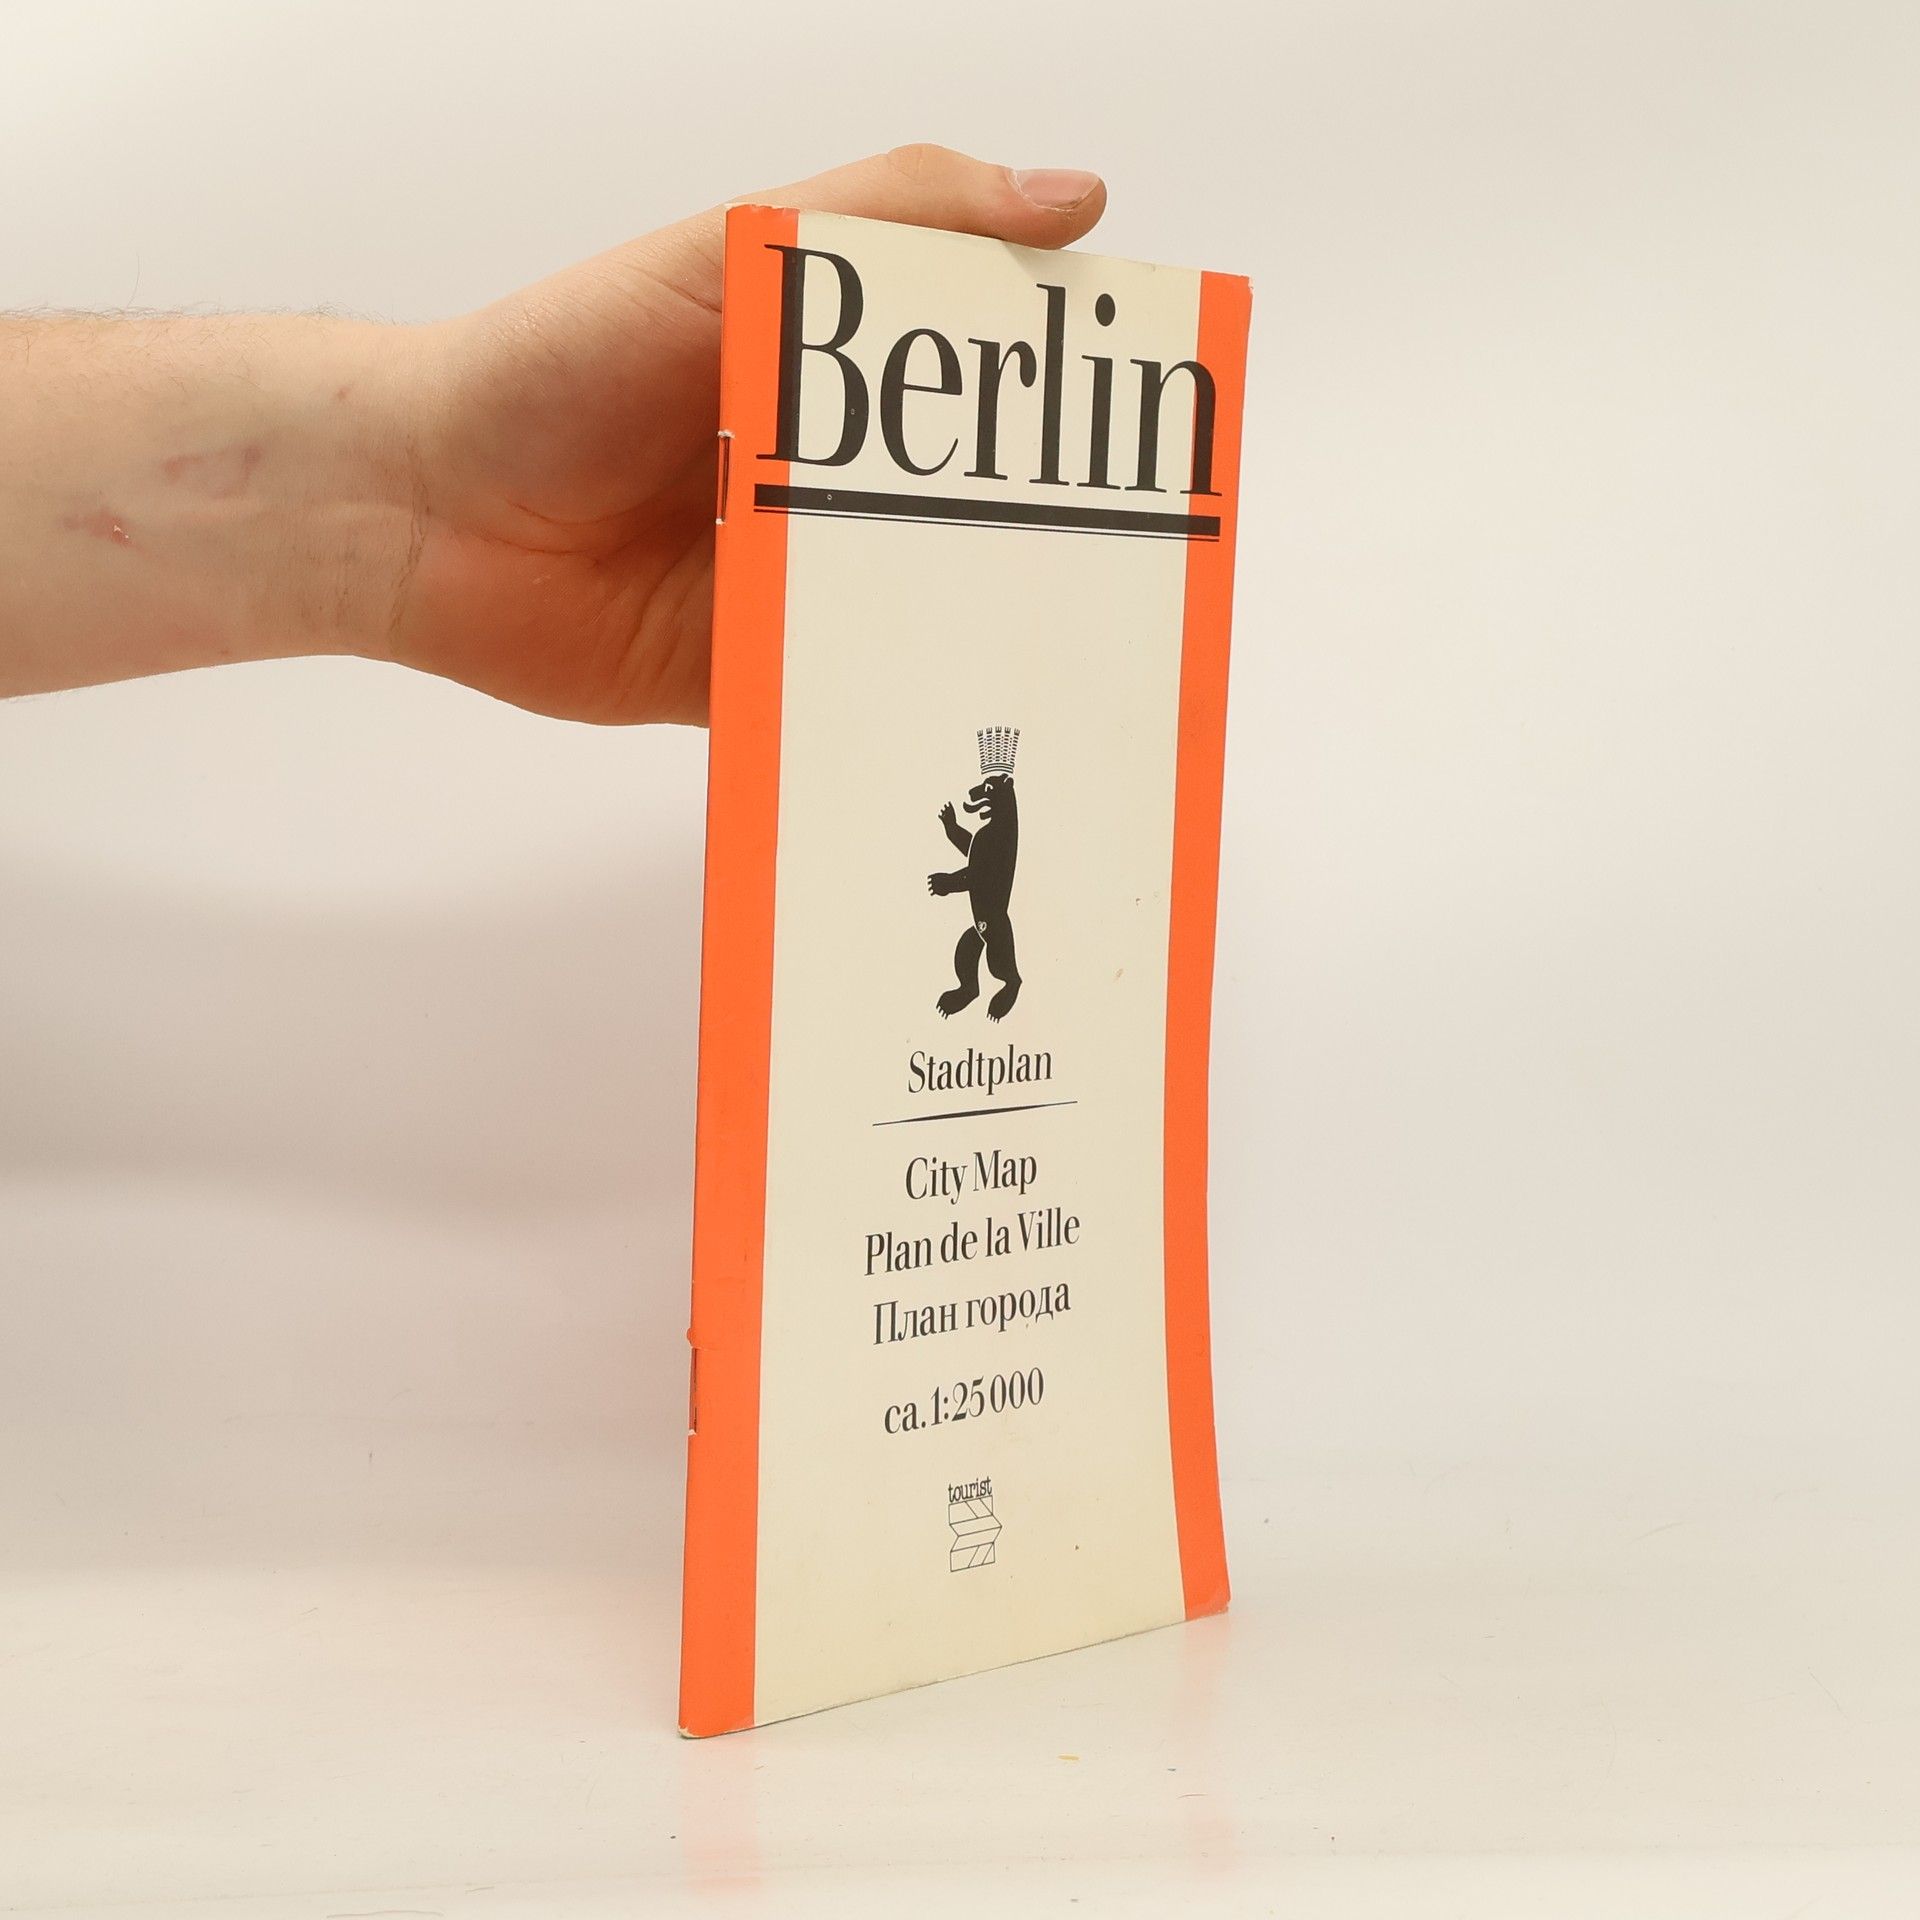 Berlin
Stadtplan
City Map
Plan de la Ville
План города
ca. 1:25 000
tourist